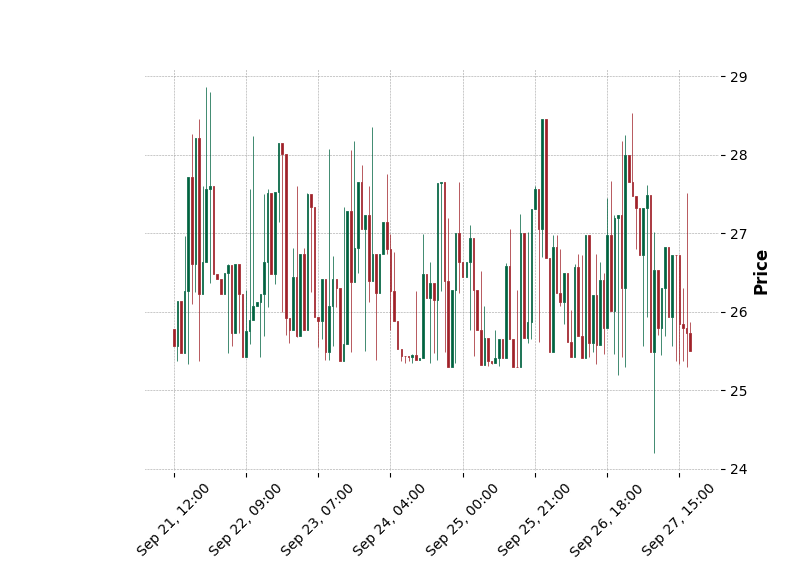 29
28
27
26
25
24
Price
Sep 21, 12:00
Sep 22, 09:00
Sep 23, 07:00
Sep 24, 04:00
Sep 25, 00:00
Sep 25, 21:00
Sep 26, 18:00
Sep 27, 15:00